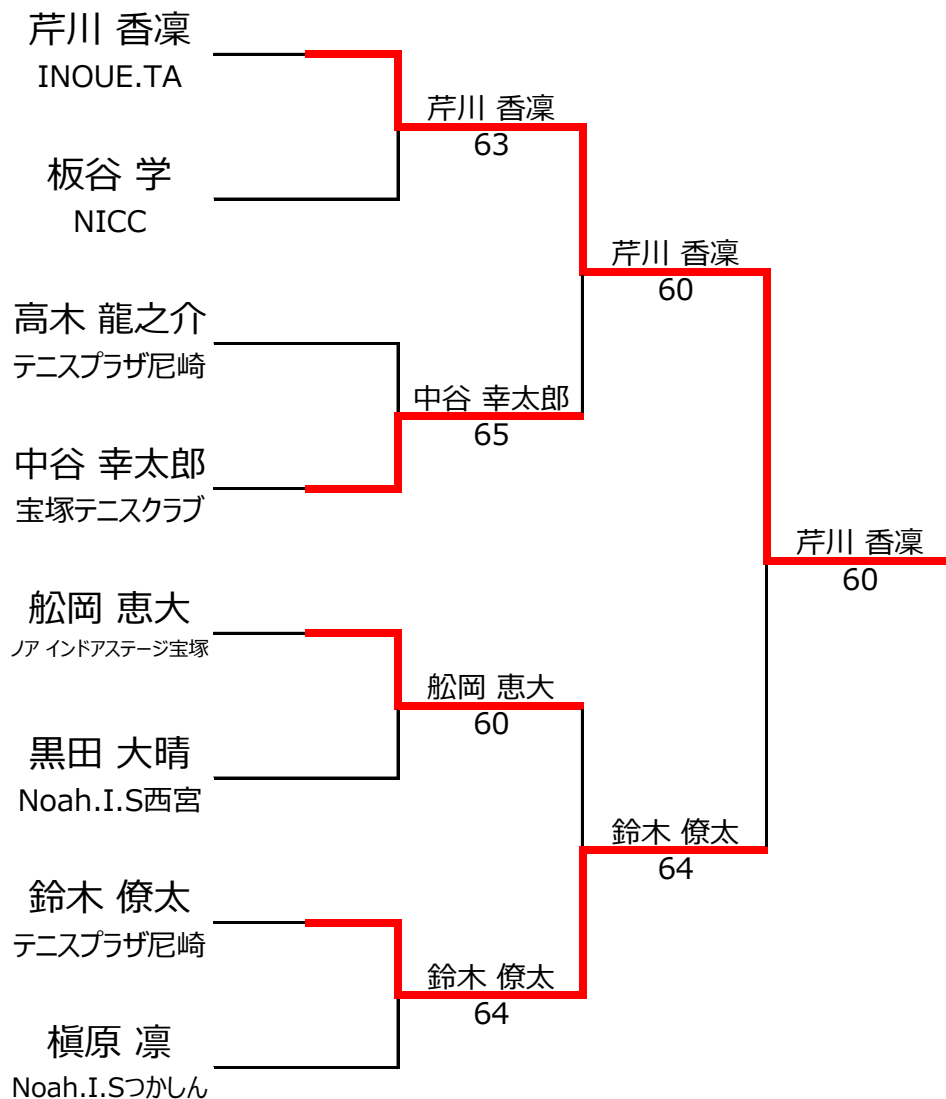 芹川 香凜
INOUE.TA
板谷 学
NICC
高木 龍之介
テニスプラザ尼崎
中谷 幸太郎
宝塚テニスクラブ
舩岡 恵大
ノア インドアステージ宝塚
黒田 大晴
Noah.I.S西宮
鈴木 僚太
テニスプラザ尼崎
槇原 凛
Noah.I.Sつかしん
芹川 香凜
63
中谷 幸太郎
65
舩岡 恵大
60
鈴木 僚太
64
芹川 香凜
60
鈴木 僚太
64
芹川 香凜
60